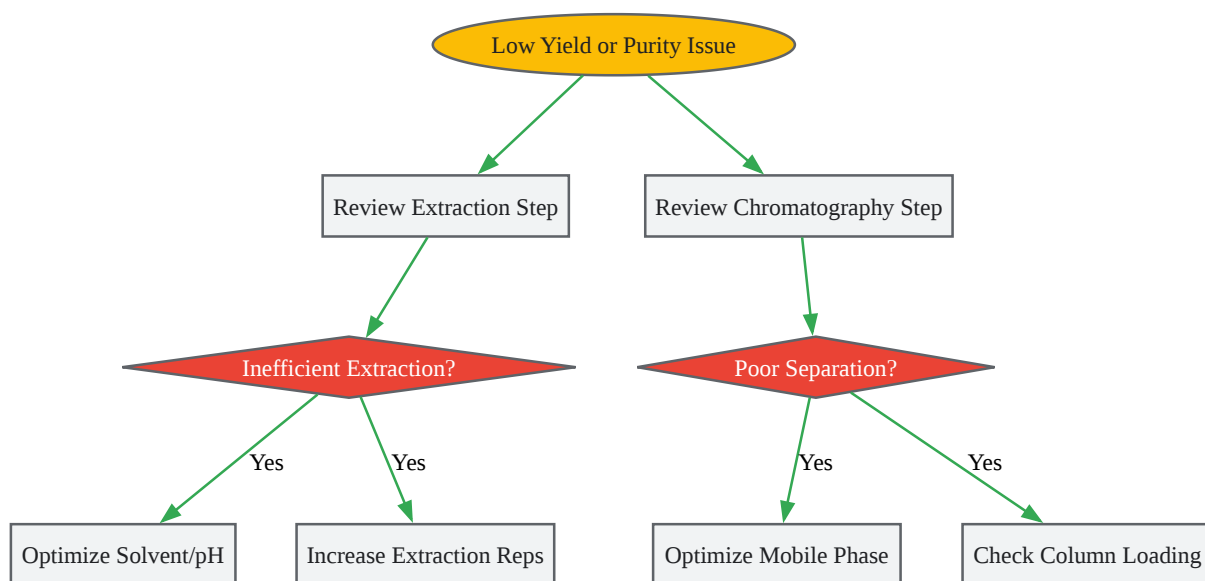 Low Yield or Purity Issue
Review Extraction Step
Review Chromatography Step
Inefficient Extraction?
Poor Separation?
Yes
Yes
Yes
Yes
Optimize Solvent/pH
Increase Extraction Reps
Optimize Mobile Phase
Check Column Loading